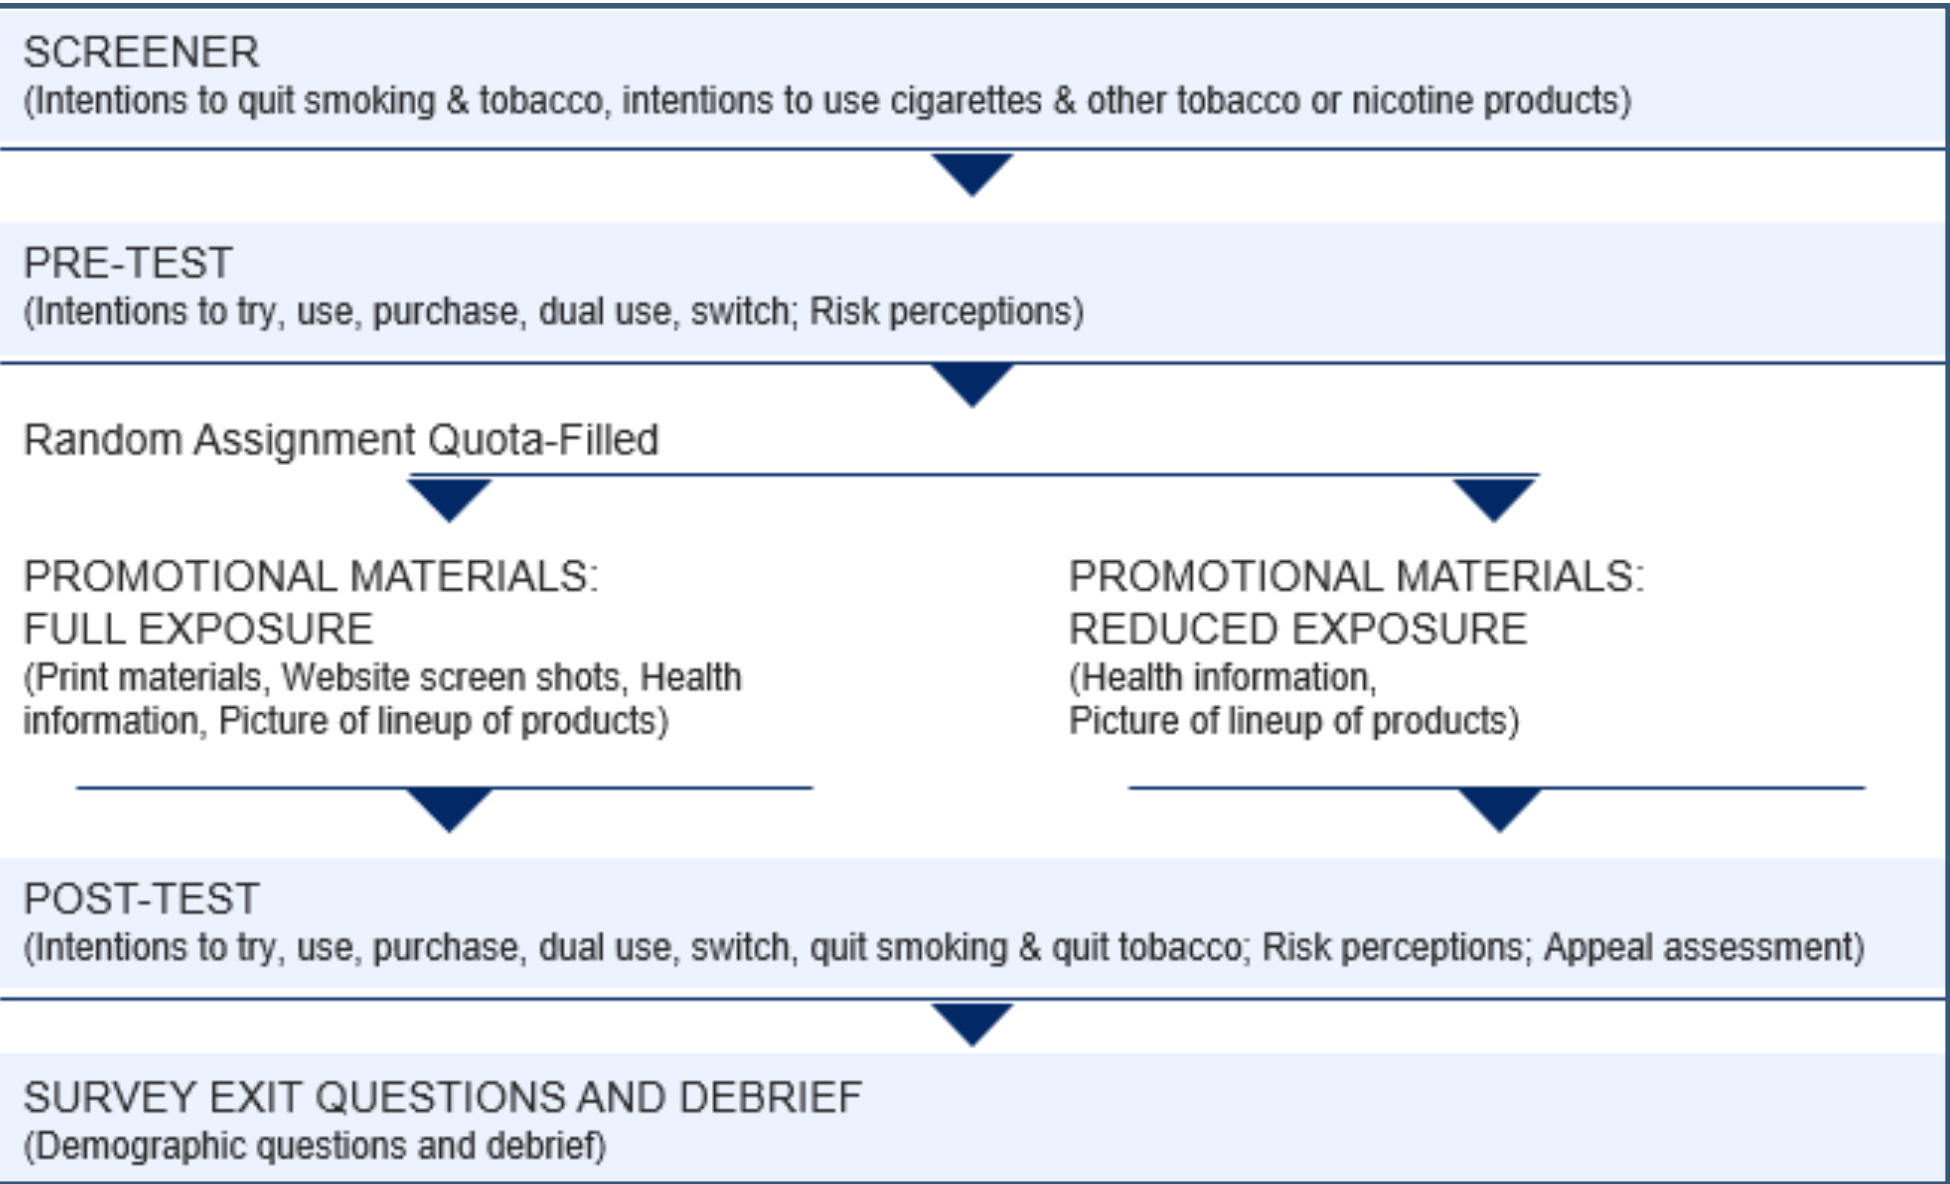 SCREENER
(Intentions to quit smoking & tobacco, intentions to use cigarettes & other tobacco or nicotine products)
PRE-TEST
(Intentions to try, use, purchase, dual use, switch; Risk perceptions)
Random Assignment Quota-Filled
PROMOTIONAL MATERIALS:
FULL EXPOSURE
(Print materials, Website screen shots, Health
information, Picture of lineup of products)
PROMOTIONAL MATERIALS:
REDUCED EXPOSURE
(Health information,
Picture of lineup of products)
POST-TEST
(Intentions to try, use, purchase, dual use, switch, quit smoking & quit tobacco; Risk perceptions; Appeal assessment)
SURVEY EXIT QUESTIONS AND DEBRIEF
(Demographic questions and debrief)